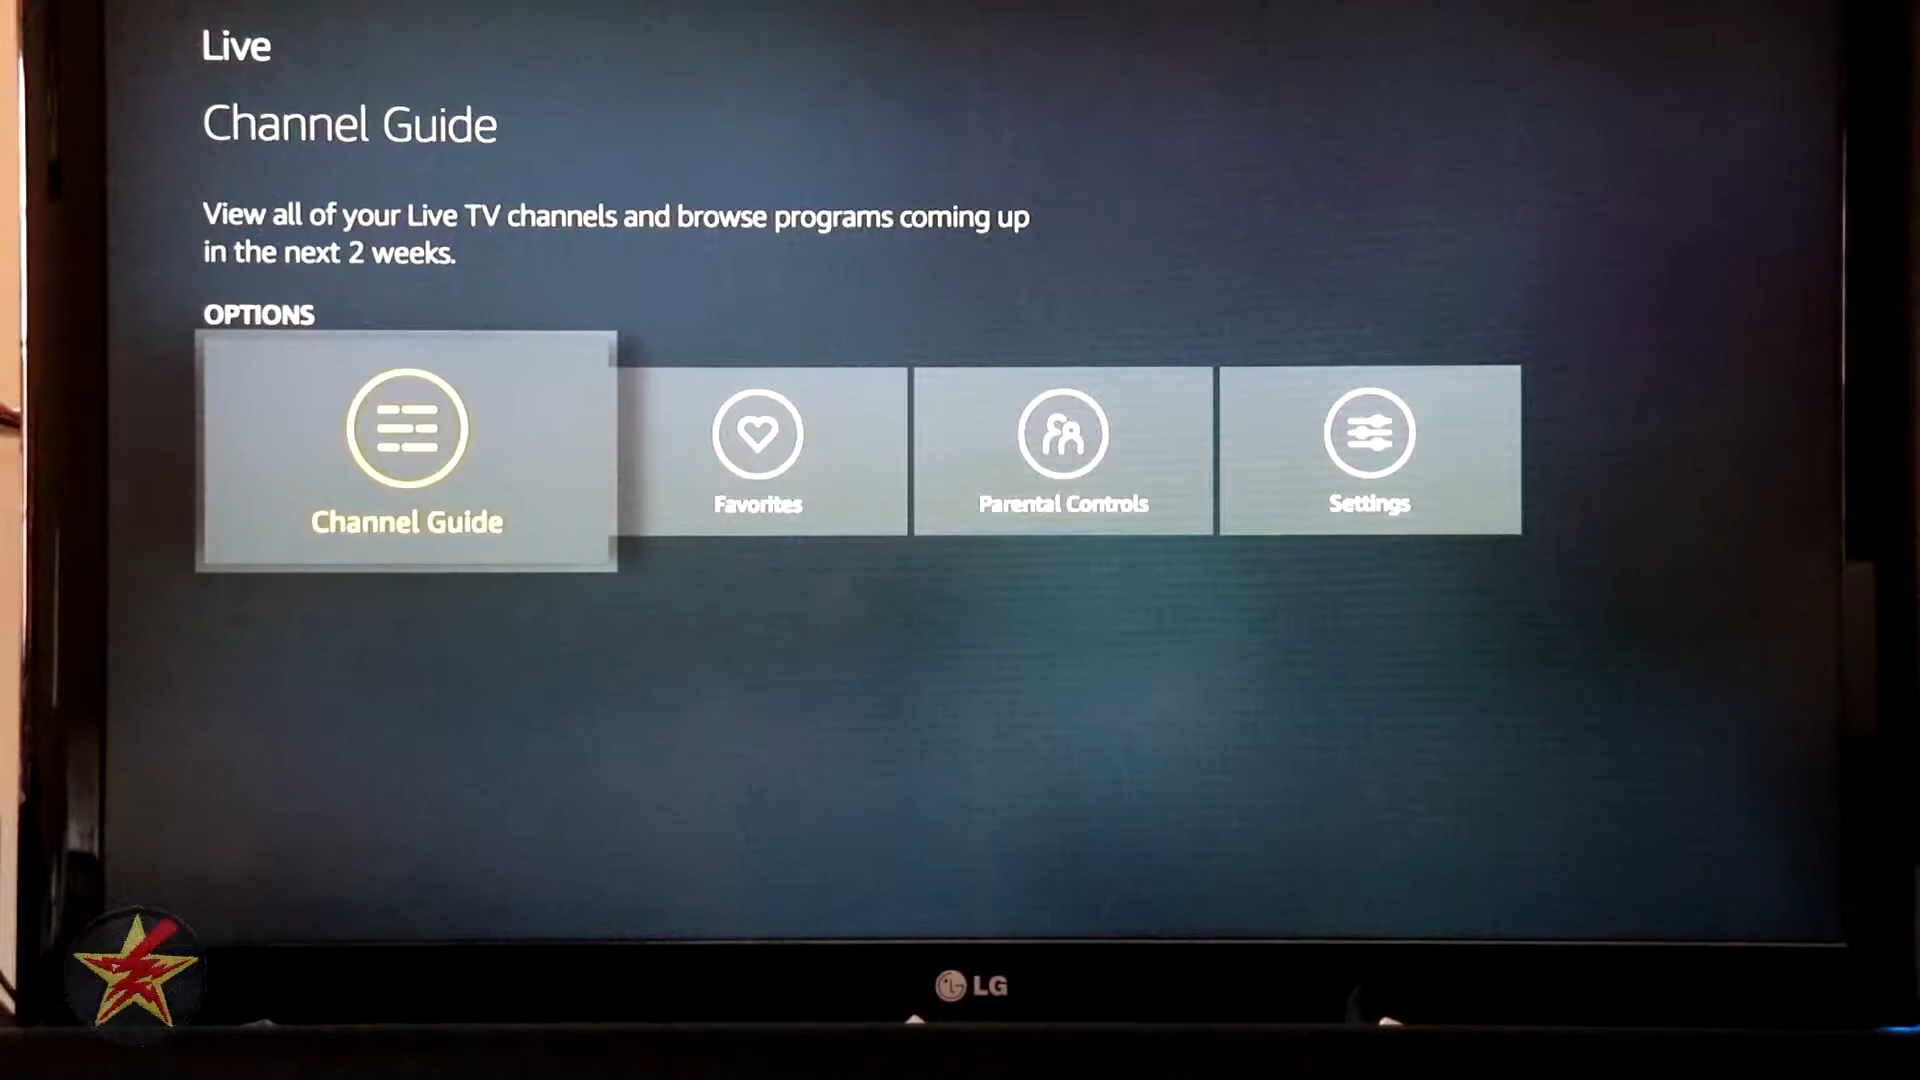 Live
Channel Guide
View all of your Live TV channels and browse programs coming up
in the next 2 weeks.
OPTIONS
Channel Guide
Favorites
Parental Controls
Settings
LG